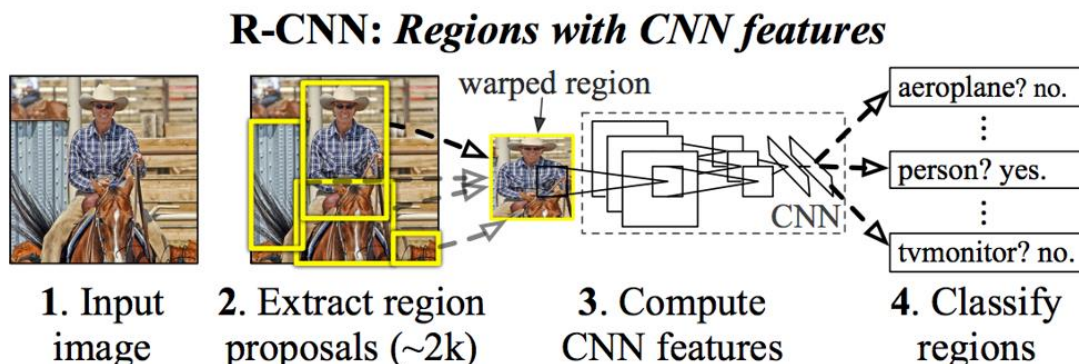 R-CNN: Regions with CNN features
warped region
aeroplane? no.
person? yes.
tvmonitor? no.
CNN
1. Input
image
2. Extract region
proposals (~2k)
3. Compute
CNN features
4. Classify
regions